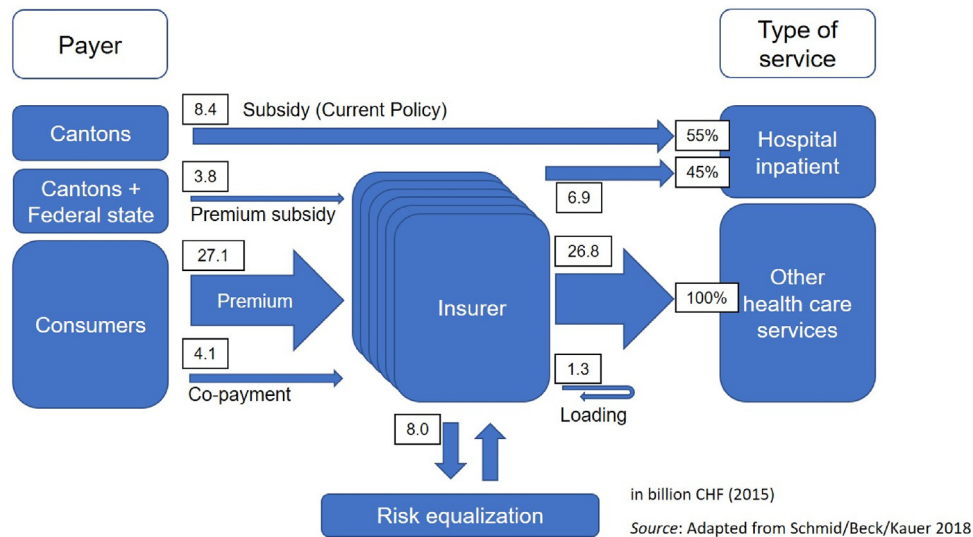 Payer
Type of
service
Cantons
8.4
Subsidy (Current Policy)
55%
Hospital
inpatient
45%
Cantons +
Federal state
3.8
Premium subsidy
6.9
Consumers
27.1
Premium
4.1
Co-payment
Insurer
26.8
100%
Other
health care
services
1.3
Loading
8.0
Risk equalization
in billion CHF (2015)
Source: Adapted from Schmid/Beck/Kauer 2018